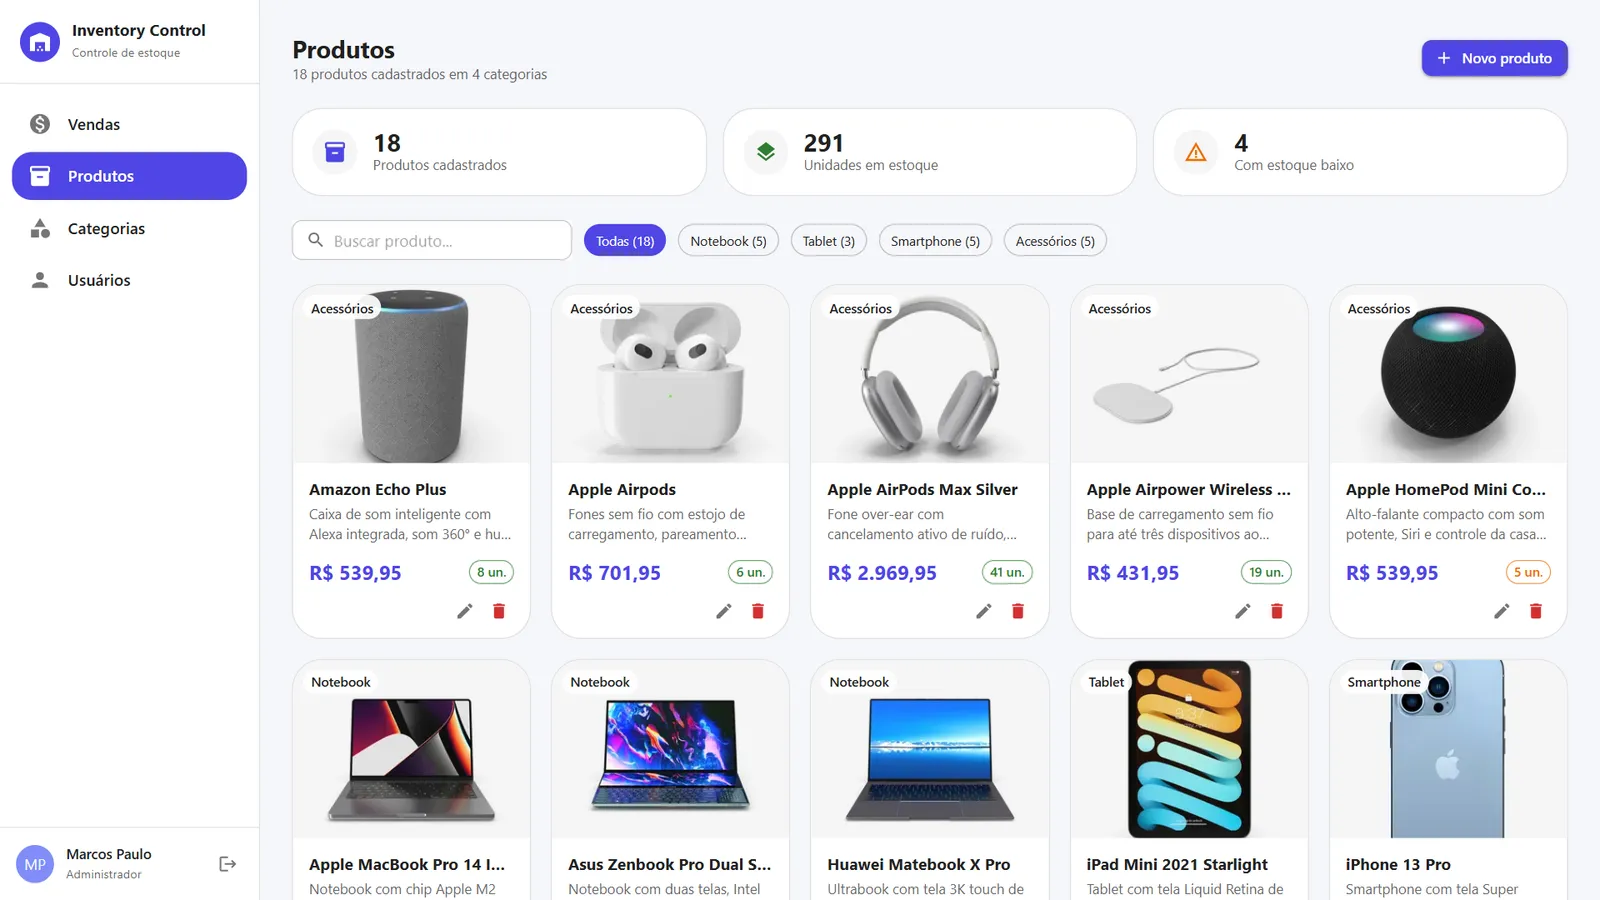 Inventory Control
Controle de estoque
Vendas
Produtos
Categorias
Usuários
Marcos Paulo
Administrador
MP
Produtos
18 produtos cadastrados em 4 categorias
Novo produto
18
Produtos cadastrados
291
Unidades em estoque
4
Com estoque baixo
Buscar produto...
Todas (18)
Notebook (5)
Tablet (3)
Smartphone (5)
Acessórios (5)
Acessórios
Amazon Echo Plus
Caixa de som inteligente com
Alexa integrada, som 360° e hu...
R$ 539,95
8 un.
Acessórios
Apple Airpods
Fones sem fio com estojo de
carregamento, pareamento...
R$ 701,95
6 un.
Acessórios
Apple AirPods Max Silver
Fone over-ear com
cancelamento ativo de ruído,...
R$ 2.969,95
41 un.
Acessórios
Apple Airpower Wireless ...
Base de carregamento sem fio
para até três dispositivos ao...
R$ 431,95
19 un.
Acessórios
Apple HomePod Mini Co...
Alto-falante compacto com som
potente, Siri e controle da casa...
R$ 539,95
5 un.
Notebook
Apple MacBook Pro 14 I...
Notebook com chip Apple M2
Notebook
Asus Zenbook Pro Dual S...
Notebook com duas telas, Intel
Notebook
Huawei Matebook X Pro
Ultrabook com tela 3K touch de
Tablet
9:37
iPad Mini 2021 Starlight
Tablet com tela Liquid Retina de
Smartphone
iPhone 13 Pro
Smartphone com tela Super